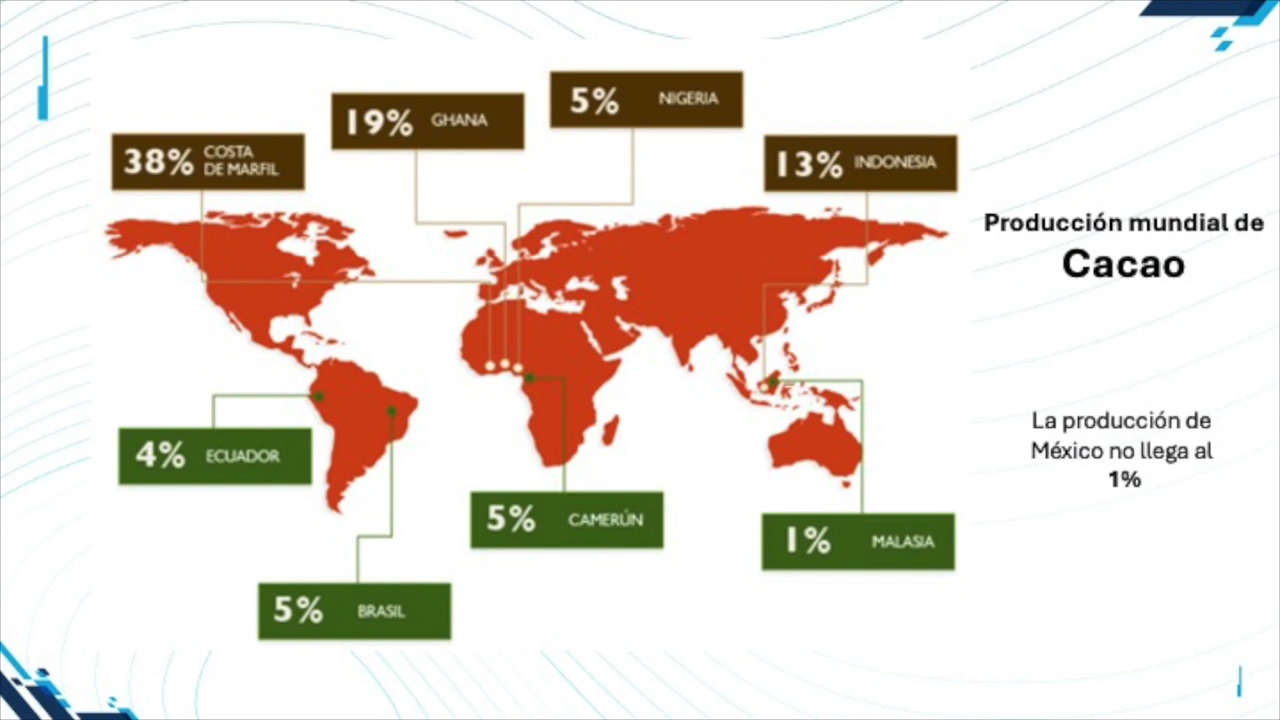 5% NIGERIA
19% GHANA
38% COSTA
DE MARFIL
13% INDONESIA
Producción mundial de
Cacao
La producción de
México no llega al
1%
4% ECUADOR
5% CAMERÚN
1% MALASIA
5% BRASIL